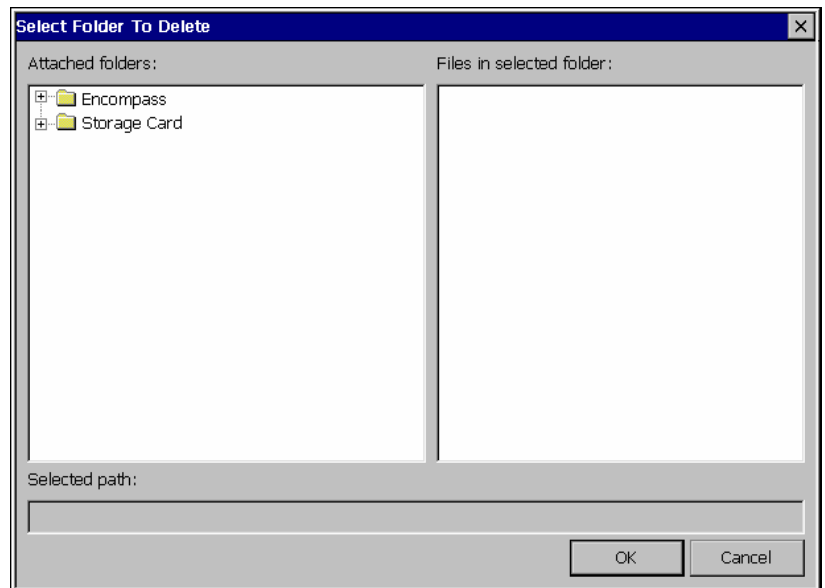 Select Folder To Delete
Attached folders: Files in selected folder:
Encompass
Storage Card
Selected path:
OK Cancel